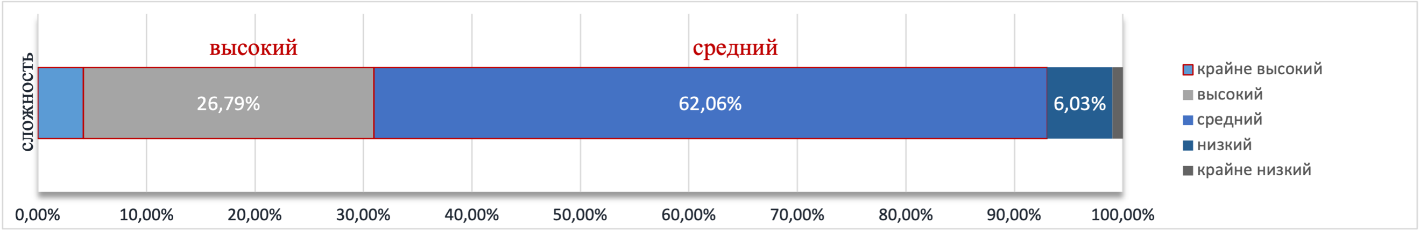 высокий средний
сложность
26,79% 62,06% 6,03%
0,00% 10,00% 20,00% 30,00% 40,00% 50,00% 60,00% 70,00% 80,00% 90,00% 100,00%
крайне высокий
высокий
средний
низкий
крайне низкий